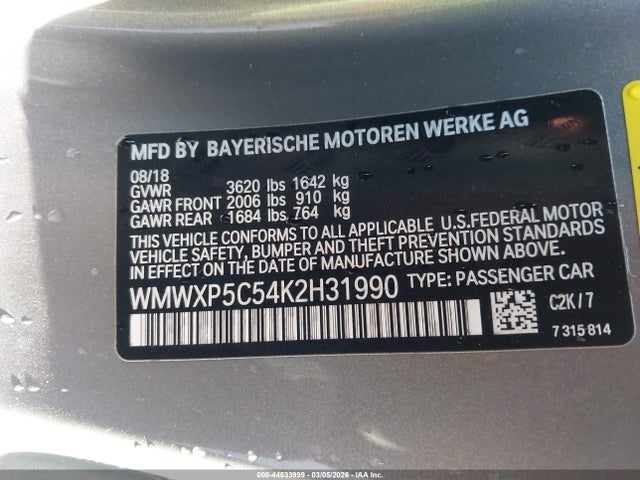 MFD BY BAYERISCHE MOTOREN WERKE AG
08/18
GVWR 3620 lbs 1642 kg
GAWR FRONT 2006 lbs 910 kg
GAWR REAR 1684 lbs 764 kg
THIS VEHICLE CONFORMS TO ALL APPLICABLE U.S.FEDERAL MOTOR
VEHICLE SAFETY, BUMPER AND THEFT PREVENTION STANDARDS
IN EFFECT ON THE DATE OF MANUFACTURE SHOWN ABOVE.
WMWXP5C54K2H31990 TYPE: PASSENGER CAR
C2K/7
7 315 814
000-44533999 - 03/05/2026 - IAA Inc. (IAA)